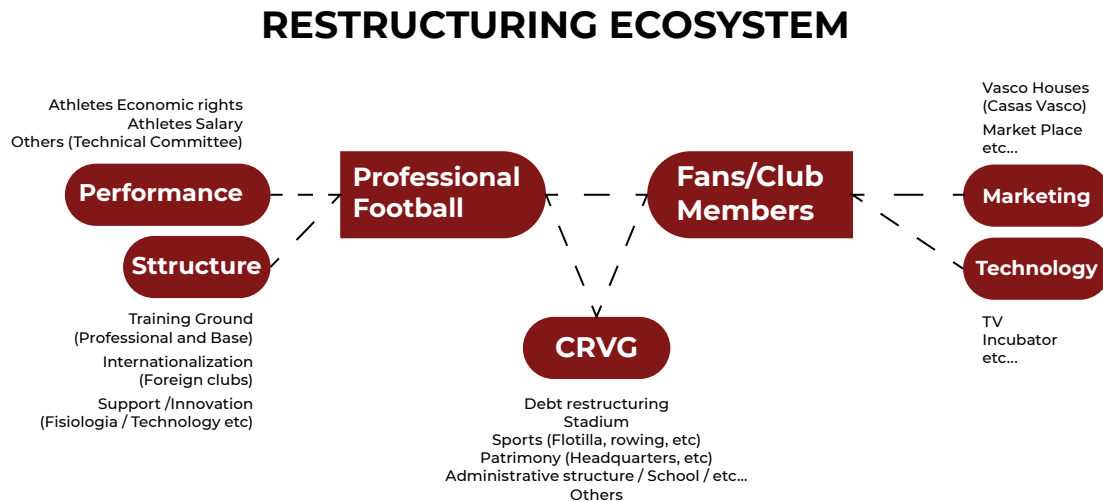 RESTRUCTURING ECOSYSTEM
Athletes Economic rights
Athletes Salary
Others (Technical Committee)
Performance
Sttructure
Training Ground
(Professional and Base)
Internationalization
(Foreign clubs)
Support /Innovation
(Fisiologia / Technology etc)
Professional
Football
Fans/Club
Members
CRVG
Debt restructuring
Stadium
Sports (Flotilla, rowing, etc)
Patrimony (Headquarters, etc)
Administrative structure / School / etc...
Others
Vasco Houses
(Casas Vasco)
Market Place
etc...
Marketing
Technology
TV
Incubator
etc...